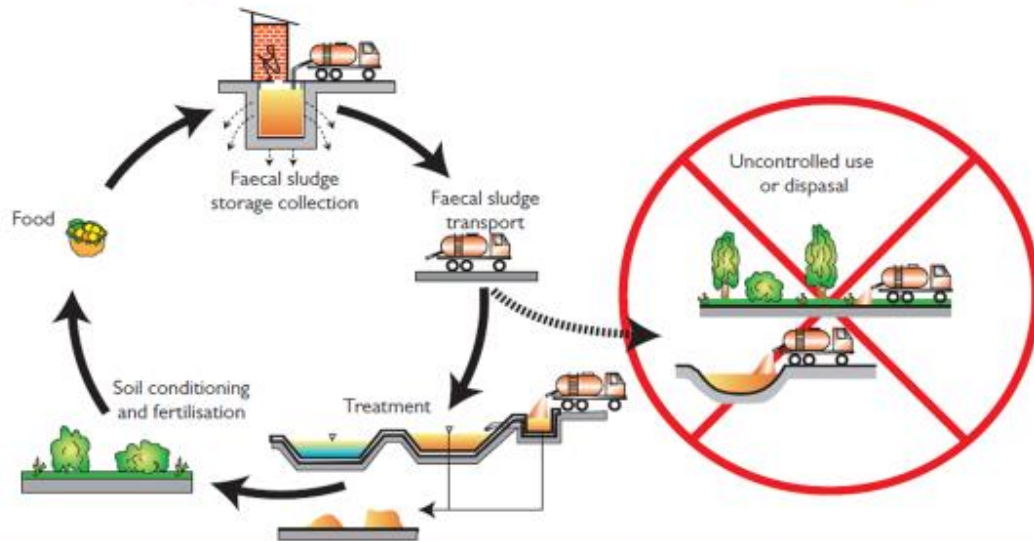 Faecal sludge
storage collection
Faecal sludge
transport
Uncontrolled use
or dispasal
Food
Soil conditioning
and fertilisation
Treatment